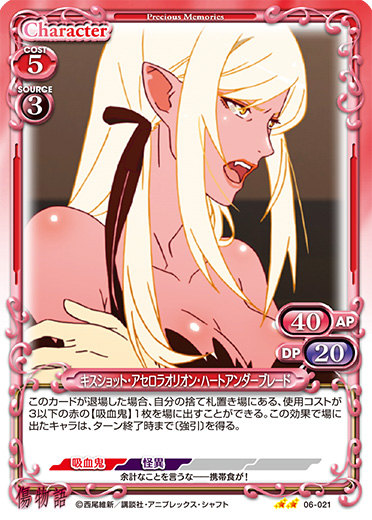 Precious Memories
Character
COST
5
SOURCE
3
40 AP
DP 20
キスショット・アセロラオリオン・ハートアンダーブレード
このカードが退場した場合、自分の捨て札置き場にある、使用コストが
3以下の赤の【吸血鬼】1枚を場に出すことができる。この効果で場に
出たキャラは、ターン終了時まで〔強引〕を得る。
吸血鬼 怪異
余計なことを言うな――携帯食が!
傷物語
©西尾維新/講談社・アニプレックス・シャフト
06-021